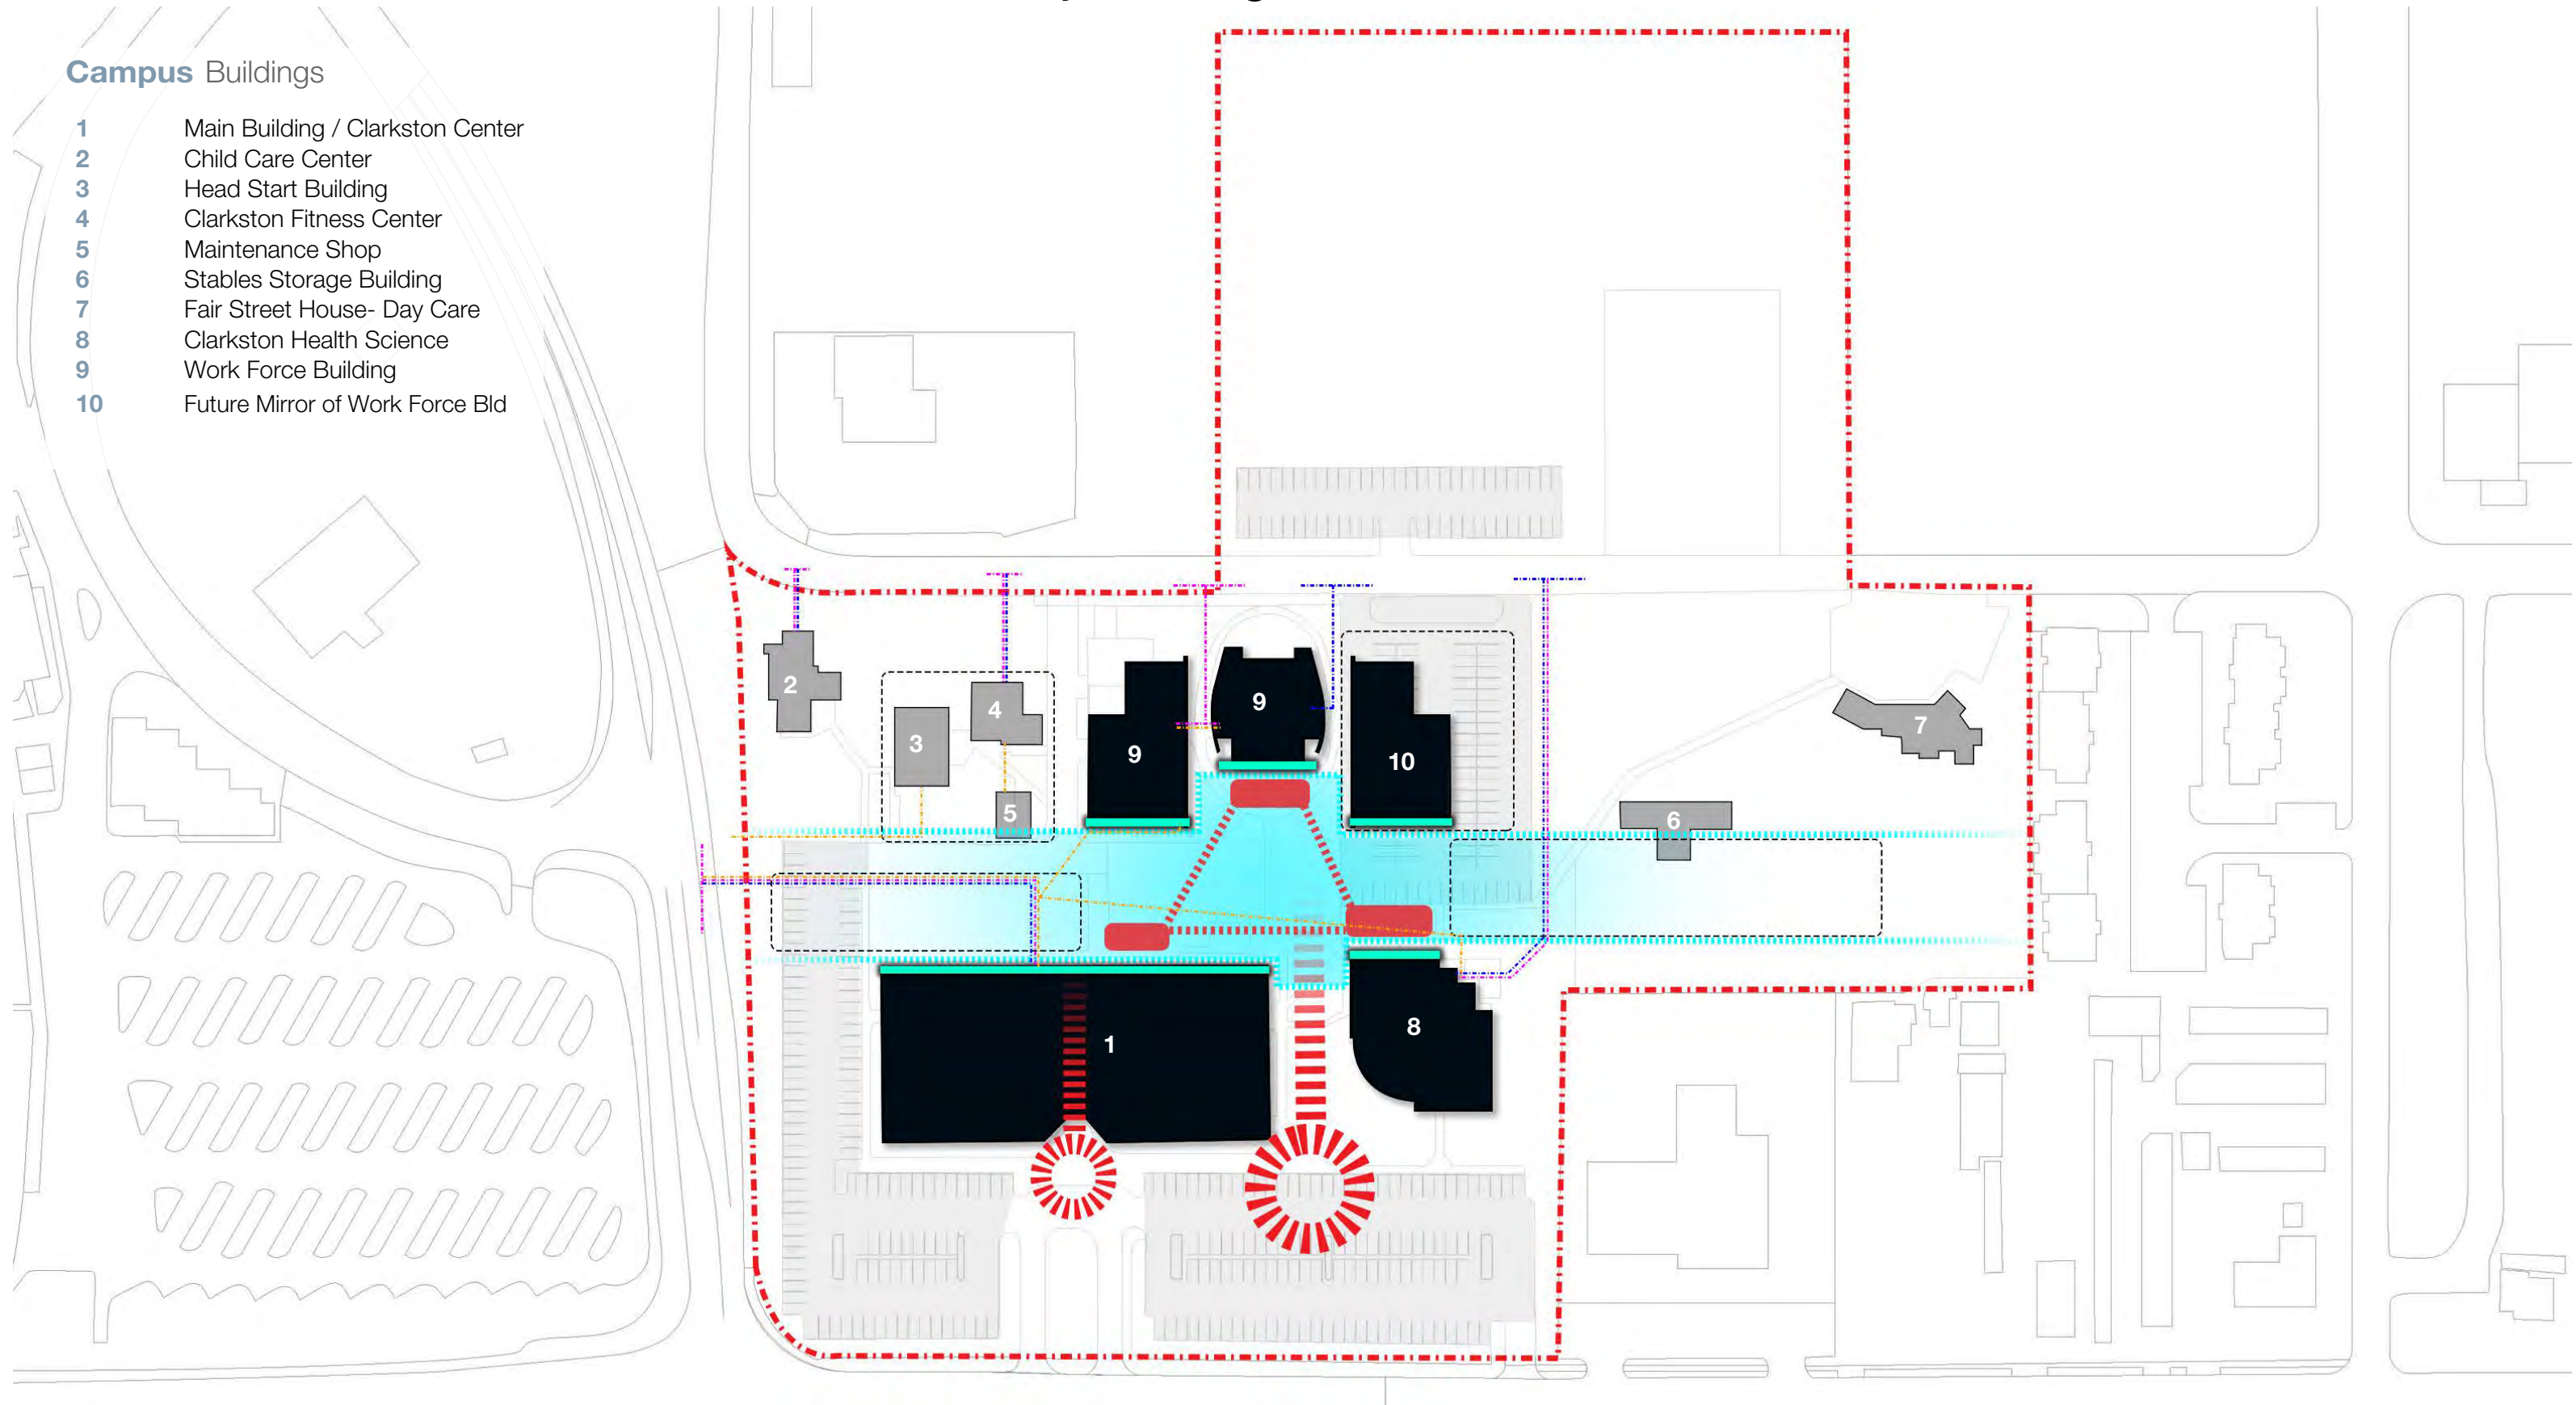 Campus Buildings
1 Main Building / Clarkston Center
2 Child Care Center
3 Head Start Building
4 Clarkston Fitness Center
5 Maintenance Shop
6 Stables Storage Building
7 Fair Street House- Day Care
8 Clarkston Health Science
9 Work Force Building
10 Future Mirror of Work Force Bld
2
4
3
5
9
9
10
7
6
1
8